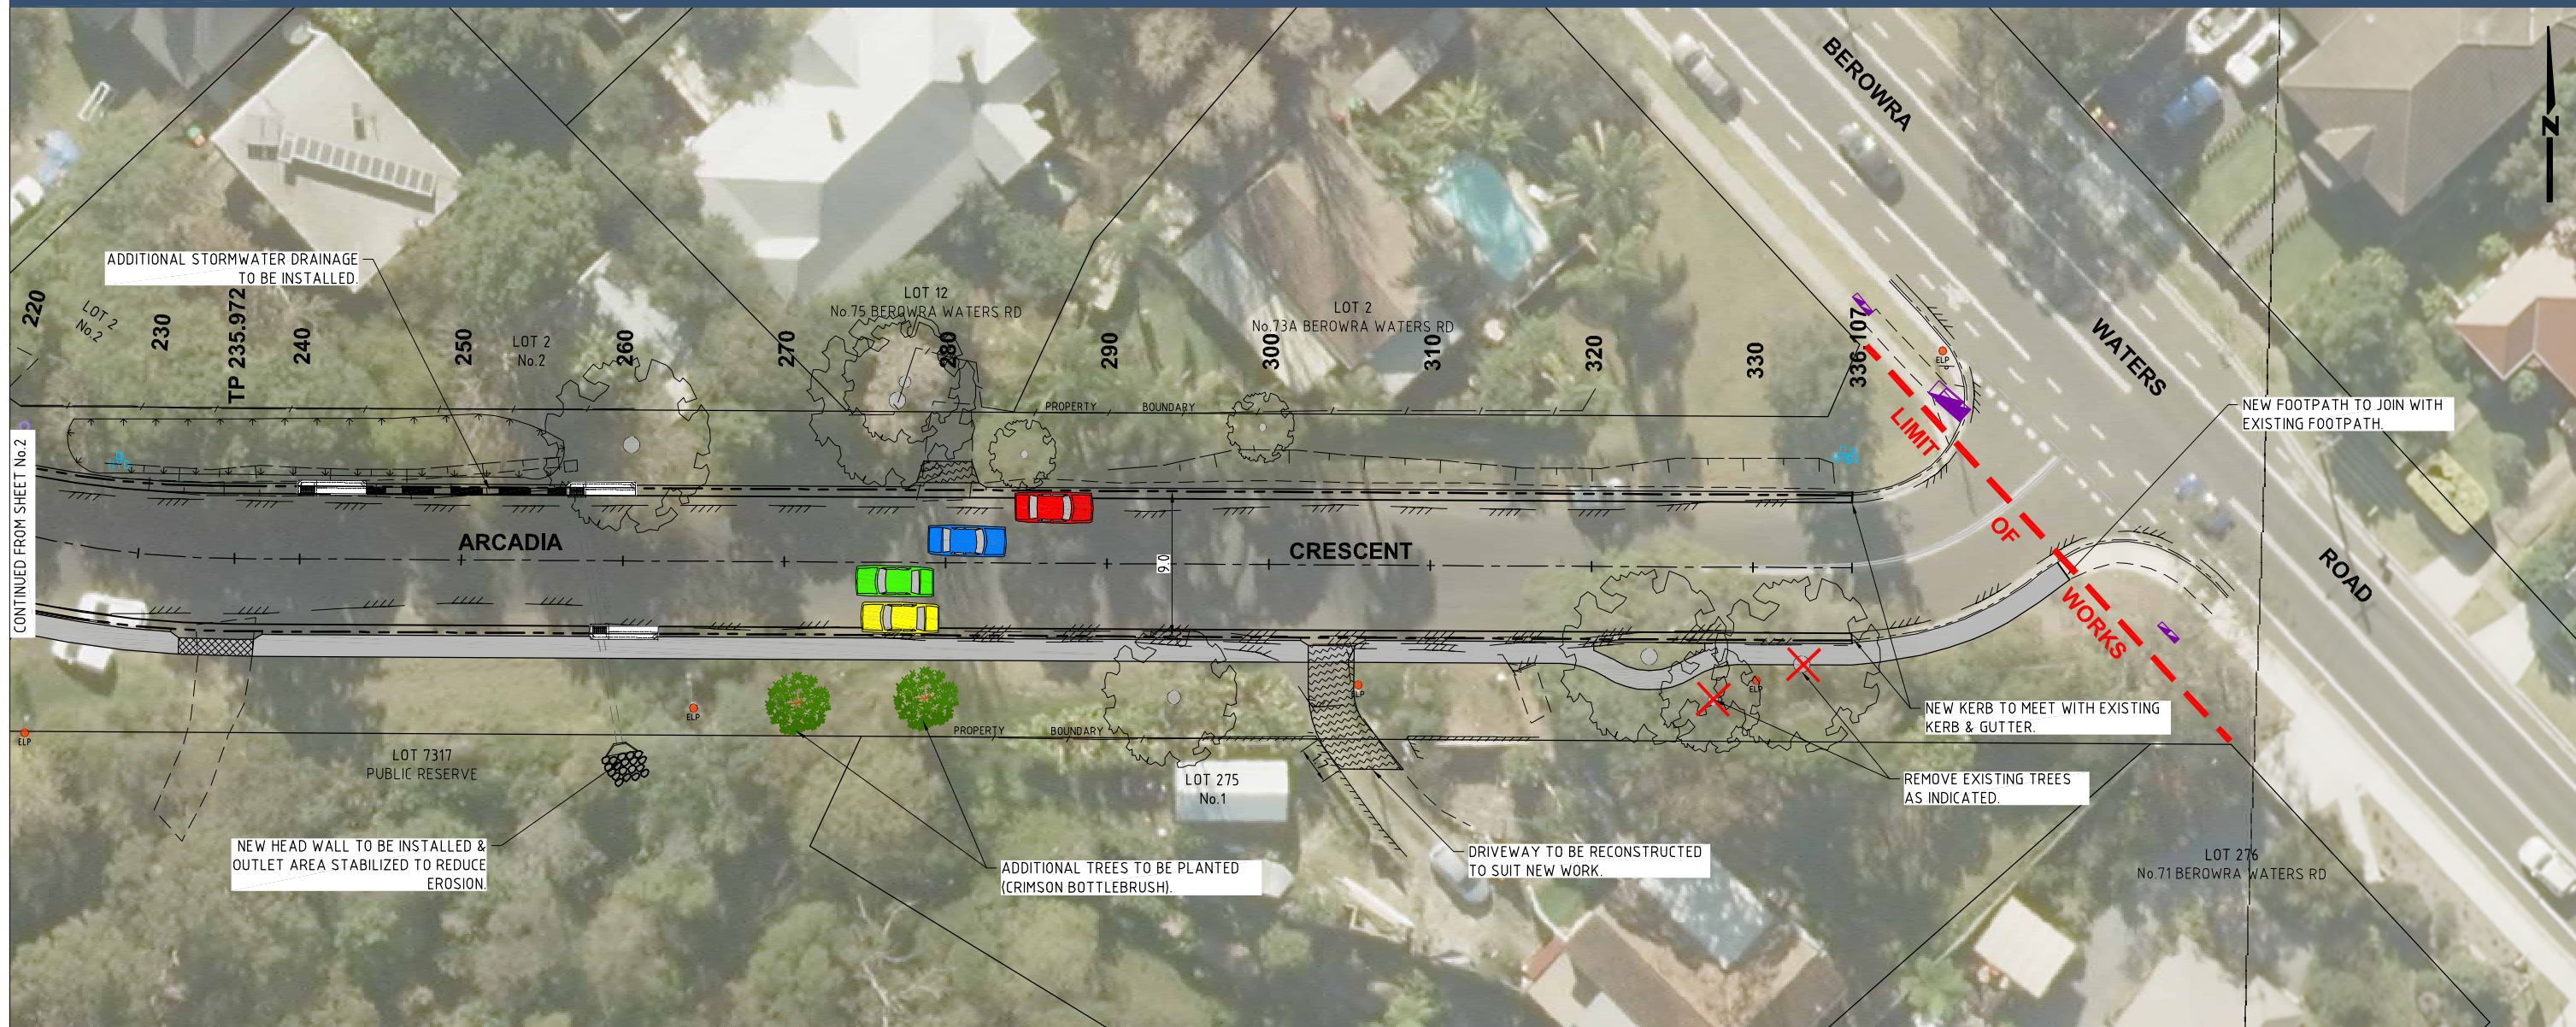 BEROWRA
WATERS
ROAD
N
ADDITIONAL STORMWATER DRAINAGE
TO BE INSTALLED.
220
LOT 2
No.2
230
TP 235.972
240
250
LOT 2
No.2
260
270
LOT 12
No.75 BEROWRA WATERS RD
280
290
LOT 2
No.73A BEROWRA WATERS RD
300
310
320
330
336.107
ELP
PROPERTY BOUNDARY
LIMIT
OF
WORKS
NEW FOOTPATH TO JOIN WITH
EXISTING FOOTPATH.
CONTINUED FROM SHEET No.2
ARCADIA
CRESCENT
9.0
ELP
ELP
ELP
ELP
PROPERTY BOUNDARY
NEW KERB TO MEET WITH EXISTING
KERB & GUTTER.
LOT 7317
PUBLIC RESERVE
LOT 275
No.1
REMOVE EXISTING TREES
AS INDICATED.
NEW HEAD WALL TO BE INSTALLED &
OUTLET AREA STABILIZED TO REDUCE
EROSION.
ADDITIONAL TREES TO BE PLANTED
(CRIMSON BOTTLEBRUSH).
DRIVEWAY TO BE RECONSTRUCTED
TO SUIT NEW WORK.
LOT 276
No.71 BEROWRA WATERS RD